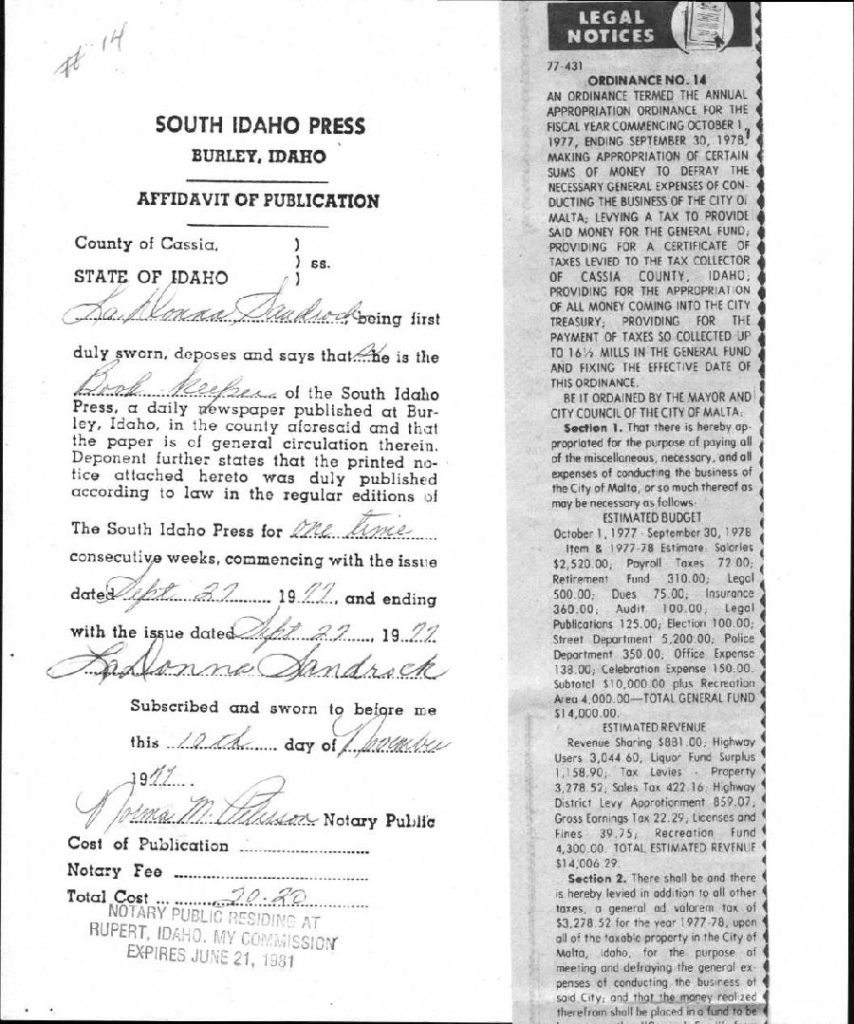 # 14
SOUTH IDAHO PRESS
BURLEY, IDAHO
AFFIDAVIT OF PUBLICATION
County of Cassia, )
) ss.
STATE OF IDAHO )
La Donna Sandrock, being first
duly sworn, deposes and says that she is the
Book keeper of the South Idaho
Press, a daily newspaper published at Bur-
ley, Idaho, in the county aforesaid and that
the paper is of general circulation therein.
Deponent further states that the printed no-
tice attached hereto was duly published
according to law in the regular editions of
The South Idaho Press for one time
consecutive weeks, commencing with the issue
dated Sept 27, 1977, and ending
with the issue dated Sept 27, 1977
LaDonna Sandrock
Subscribed and sworn to before me
this 10th day of November
1977.
Norma M. Peterson Notary Public
Cost of Publication
Notary Fee
Total Cost 20.20
NOTARY PUBLIC RESIDING AT
RUPERT, IDAHO. MY COMMISSION
EXPIRES JUNE 21, 1981
LEGAL
NOTICES
77-431
ORDINANCE NO. 14
AN ORDINANCE TERMED THE ANNUAL
APPROPRIATION ORDINANCE FOR THE
FISCAL YEAR COMMENCING OCTOBER 1,
1977, ENDING SEPTEMBER 30, 1978,
MAKING APPROPRIATION OF CERTAIN
SUMS OF MONEY TO DEFRAY THE
NECESSARY GENERAL EXPENSES OF CON-
DUCTING THE BUSINESS OF THE CITY OF
MALTA; LEVYING A TAX TO PROVIDE
SAID MONEY FOR THE GENERAL FUND,
PROVIDING FOR A CERTIFICATE OF
TAXES LEVIED TO THE TAX COLLECTOR
OF CASSIA COUNTY, IDAHO;
PROVIDING FOR THE APPROPRIATION
OF ALL MONEY COMING INTO THE CITY
TREASURY; PROVIDING FOR THE
PAYMENT OF TAXES SO COLLECTED UP
TO 16½ MILLS IN THE GENERAL FUND
AND FIXING THE EFFECTIVE DATE OF
THIS ORDINANCE.
BE IT ORDAINED BY THE MAYOR AND
CITY COUNCIL OF THE CITY OF MALTA:
Section 1. That there is hereby ap-
propriated for the purpose of paying all
of the miscellaneous, necessary, and all
expenses of conducting the business of
the City of Malta, or so much thereof as
may be necessary as follows:
ESTIMATED BUDGET
October 1, 1977 - September 30, 1978
Item & 1977-78 Estimate: Salaries
$2,520.00; Payroll Taxes 72.00;
Retirement Fund 310.00; Legal
500.00; Dues 75.00; Insurance
360.00; Audit 100.00; Legal
Publications 125.00; Election 100.00;
Street Department 5,200.00; Police
Department 350.00; Office Expense
138.00; Celebration Expense 150.00.
Subtotal $10,000.00 plus Recreation
Area 4,000.00—TOTAL GENERAL FUND
$14,000.00.
ESTIMATED REVENUE
Revenue Sharing $881.00; Highway
Users 3,044.60, Liquor Fund Surplus
1,158.90; Tax Levies - Property
3,278.52; Sales Tax 422.16; Highway
District Levy Approtionment 859.07;
Gross Earnings Tax 22.29; Licenses and
Fines 39.75; Recreation Fund
4,300.00. TOTAL ESTIMATED REVENUE
$14,006.29.
Section 2. There shall be and there
is hereby levied in addition to all other
taxes, a general ad valorem tax of
$3,278.52 for the year 1977-78, upon
all of the taxable property in the City of
Malta, Idaho, for the purpose of
meeting and defraying the general ex-
penses of conducting the business of
said City; and that the money realized
therefrom shall be placed in a fund to be